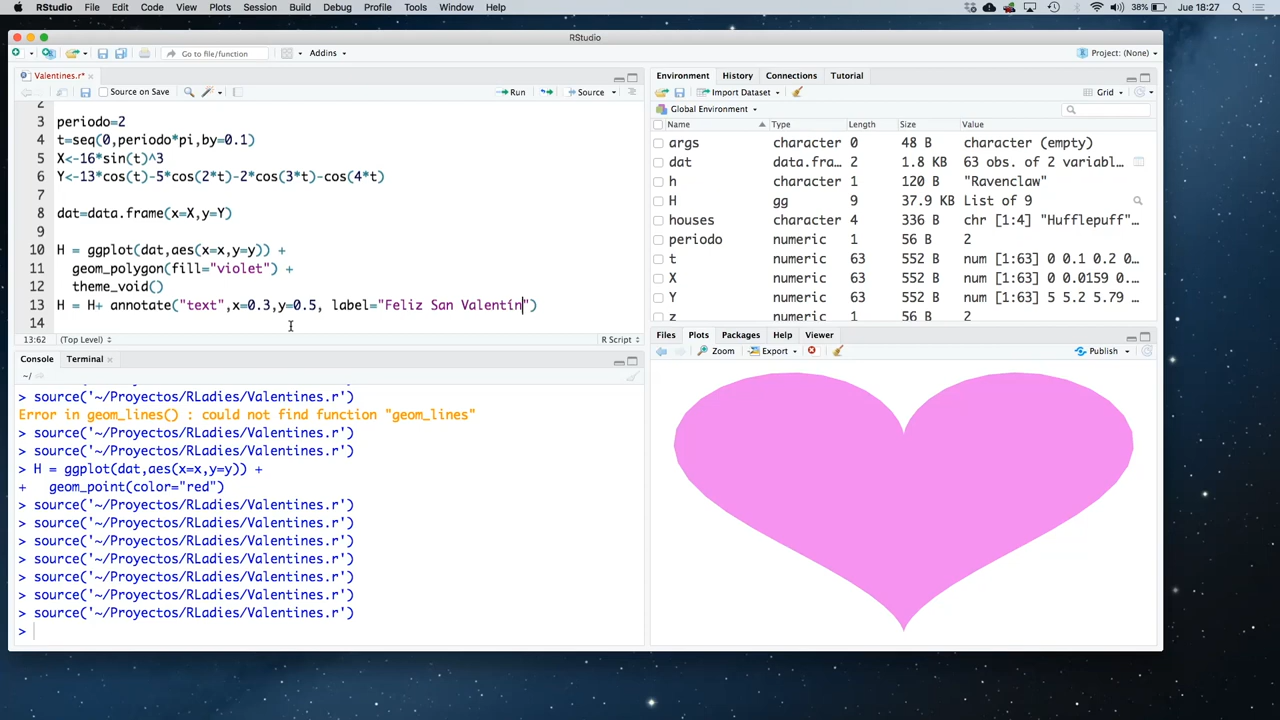 RStudio File Edit Code View Plots Session Build Debug Profile Tools Window Help 38% Jue 18:27
RStudio
Go to file/function Addins Project: (None)
Valentines.r*
Source on Save Run Source
2
3 periodo=2
4 t=seq(0,periodo*pi,by=0.1)
5 X<-16*sin(t)^3
6 Y<-13*cos(t)-5*cos(2*t)-2*cos(3*t)-cos(4*t)
7
8 dat=data.frame(x=X,y=Y)
9
10 H = ggplot(dat,aes(x=x,y=y)) +
11 geom_polygon(fill="violet") +
12 theme_void()
13 H = H+ annotate("text",x=0.3,y=0.5, label="Feliz San Valentin")
14
13:62 (Top Level) R Script
Console Terminal
~/
> source('~/Proyectos/RLadies/Valentines.r')
Error in geom_lines() : could not find function "geom_lines"
> source('~/Proyectos/RLadies/Valentines.r')
> source('~/Proyectos/RLadies/Valentines.r')
> H = ggplot(dat,aes(x=x,y=y)) +
+ geom_point(color="red")
> source('~/Proyectos/RLadies/Valentines.r')
> source('~/Proyectos/RLadies/Valentines.r')
> source('~/Proyectos/RLadies/Valentines.r')
> source('~/Proyectos/RLadies/Valentines.r')
> source('~/Proyectos/RLadies/Valentines.r')
> source('~/Proyectos/RLadies/Valentines.r')
> source('~/Proyectos/RLadies/Valentines.r')
>
Environment History Connections Tutorial
Import Dataset Grid
Global Environment
Name Type Length Size Value
args character 0 48 B character (empty)
dat data.fra… 2 1.8 KB 63 obs. of 2 variabl…
h character 1 120 B "Ravenclaw"
H gg 9 37.9 KB List of 9
houses character 4 336 B chr [1:4] "Hufflepuff"…
periodo numeric 1 56 B 2
t numeric 63 552 B num [1:63] 0 0.1 0.2 0…
X numeric 63 552 B num [1:63] 0 0.0159 0…
Y numeric 63 552 B num [1:63] 5 5.2 5.79 …
z numeric 1 56 B 2
Files Plots Packages Help Viewer
Zoom Export Publish